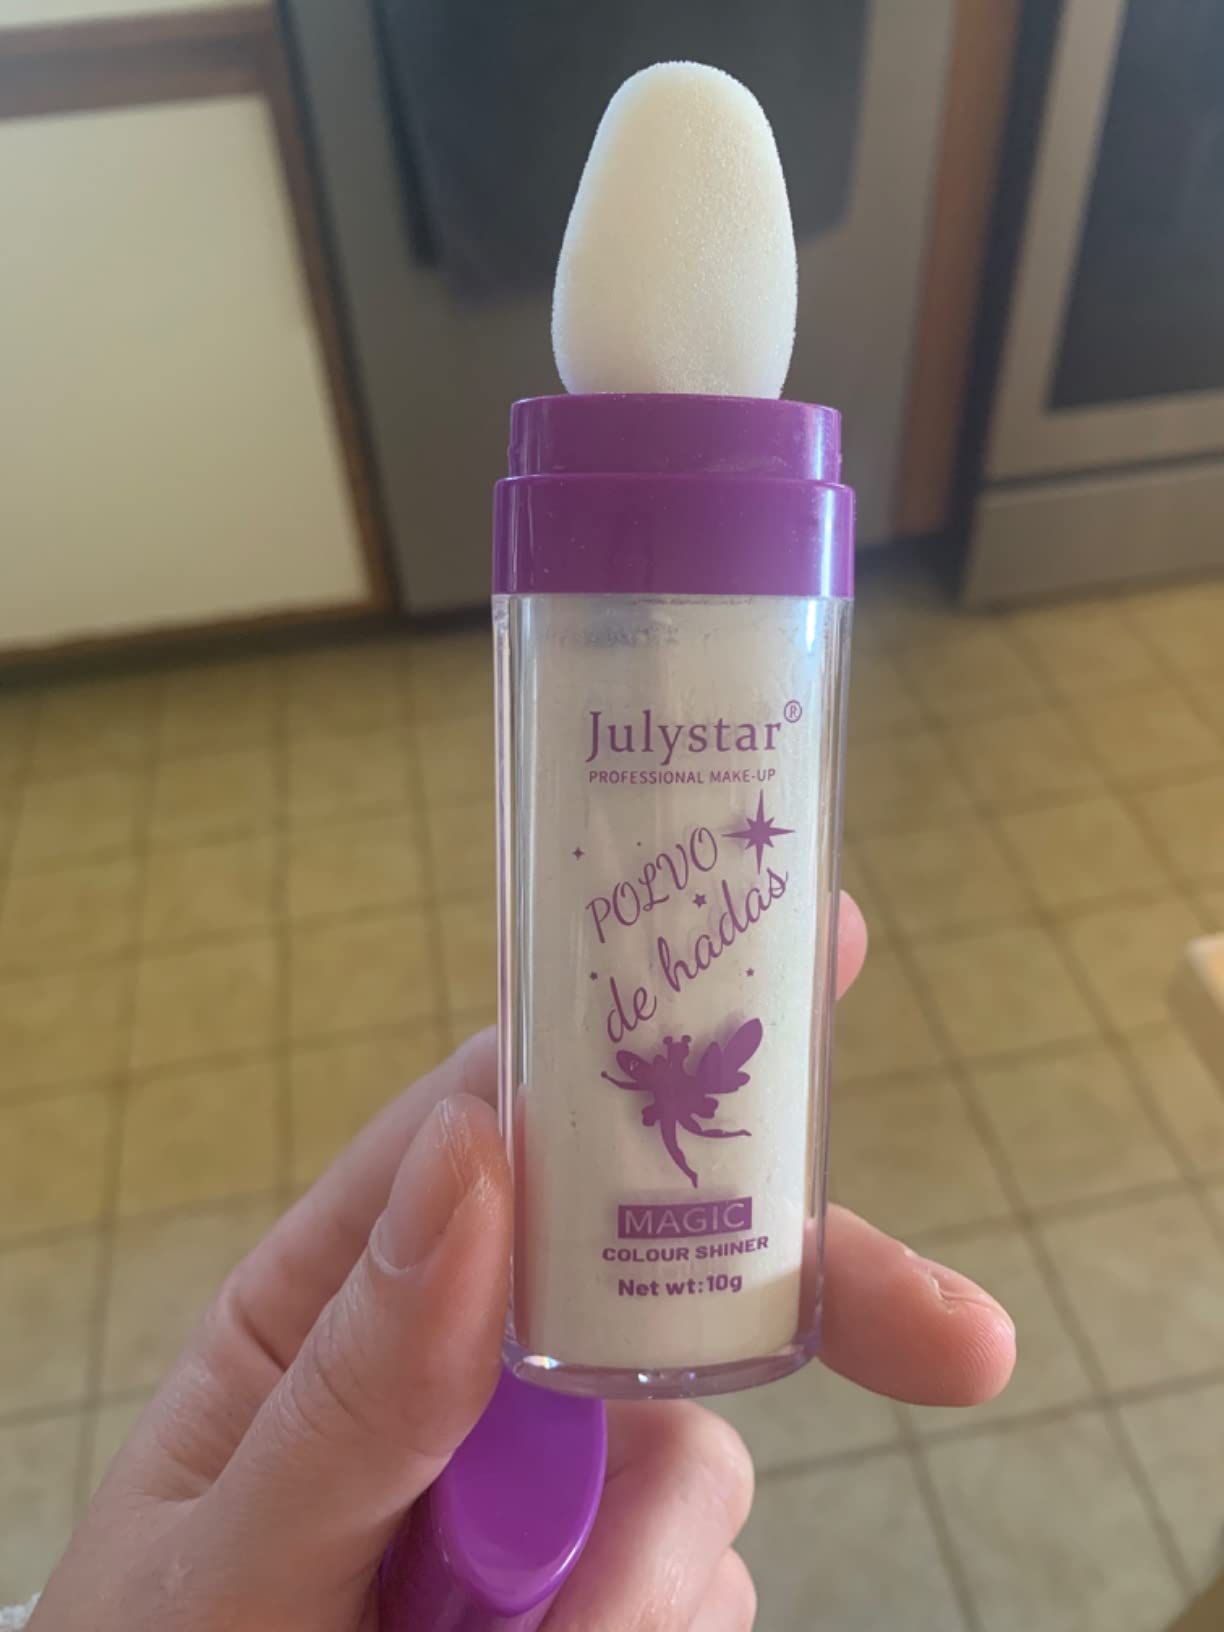 Julystar®
PROFESSIONAL MAKE-UP
POLVO
de hadas
MAGIC
COLOUR SHINER
Net wt:10g